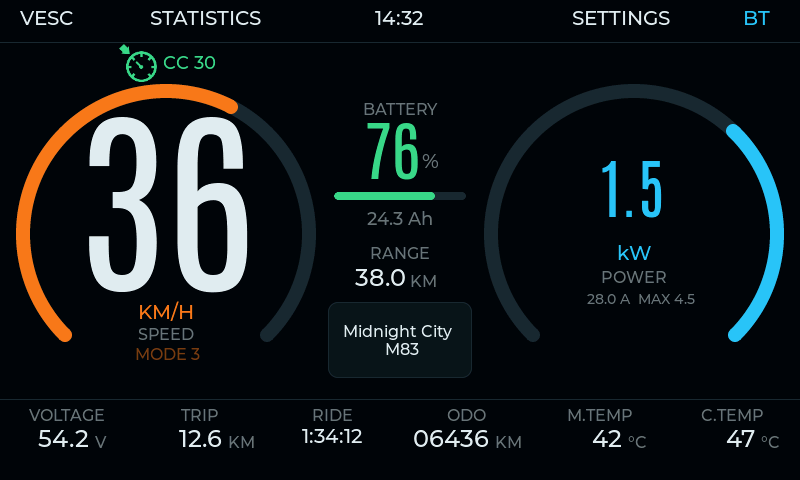 VESC STATISTICS 14:32 SETTINGS BT
CC 30
36
KM/H
SPEED
MODE 3
BATTERY
76%
24.3 Ah
RANGE
38.0 KM
Midnight City
M83
1.5
kW
POWER
28.0 A MAX 4.5
VOLTAGE TRIP RIDE ODO M.TEMP C.TEMP
54.2 V 12.6 KM 1:34:12 06436 KM 42 °C 47 °C